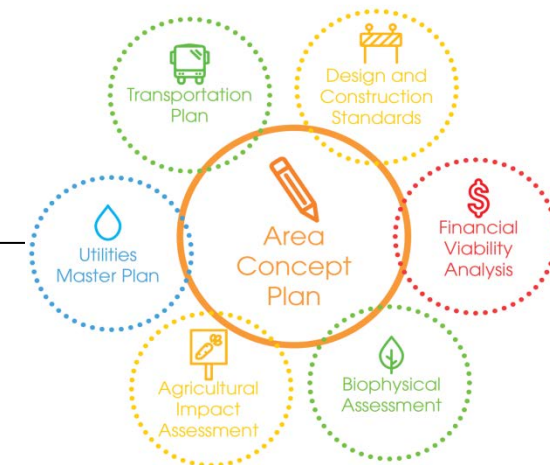 Transportation
Plan
Design and
Construction
Standards
Area
Concept
Plan
Financial
Viability
Analysis
Utilities
Master Plan
Agricultural
Impact
Assessment
Biophysical
Assessment